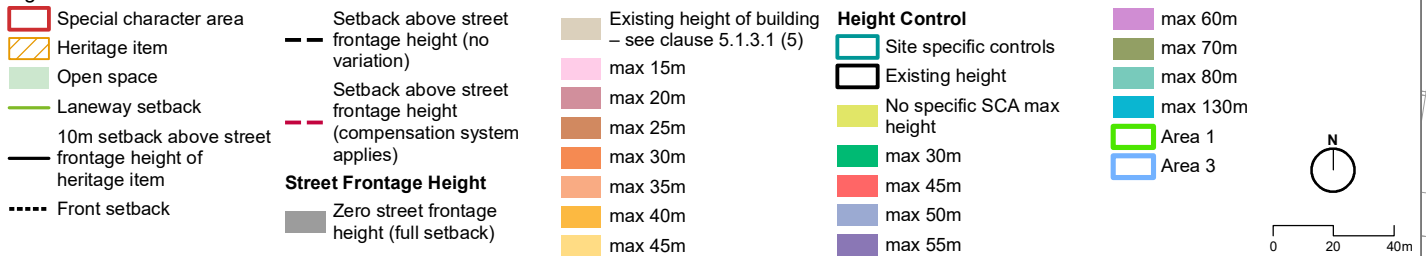 Special character area
Heritage item
Open space
Laneway setback
10m setback above street
frontage height of
heritage item
Front setback
Setback above street
frontage height (no
variation)
Setback above street
frontage height
(compensation system
applies)
Street Frontage Height
Zero street frontage
height (full setback)
Existing height of building
– see clause 5.1.3.1 (5)
max 15m
max 20m
max 25m
max 30m
max 35m
max 40m
max 45m
Height Control
Site specific controls
Existing height
No specific SCA max
height
max 30m
max 45m
max 50m
max 55m
max 60m
max 70m
max 80m
max 130m
Area 1
Area 3
N
0 20 40m